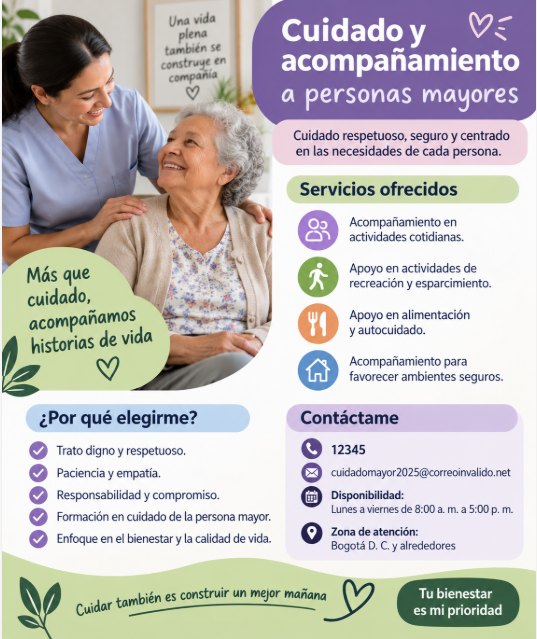 Una vida
plena
también se
construye en
compañía
Cuidado y
acompañamiento
a personas mayores
Cuidado respetuoso, seguro y centrado
en las necesidades de cada persona.
Servicios ofrecidos
Acompañamiento en
actividades cotidianas.
Apoyo en actividades de
recreación y esparcimiento.
Apoyo en alimentación
y autocuidado.
Acompañamiento para
favorecer ambientes seguros.
Más que
cuidado,
acompañamos
historias de vida
¿Por qué elegirme?
Trato digno y respetuoso.
Paciencia y empatía.
Responsabilidad y compromiso.
Formación en cuidado de la persona mayor.
Enfoque en el bienestar y la calidad de vida.
Contáctame
12345
cuidadomayor2025@correoinvalido.net
Disponibilidad:
Lunes a viernes de 8:00 a. m. a 5:00 p. m.
Zona de atención:
Bogotá D. C. y alrededores
Cuidar también es construir un mejor mañana
Tu bienestar
es mi prioridad